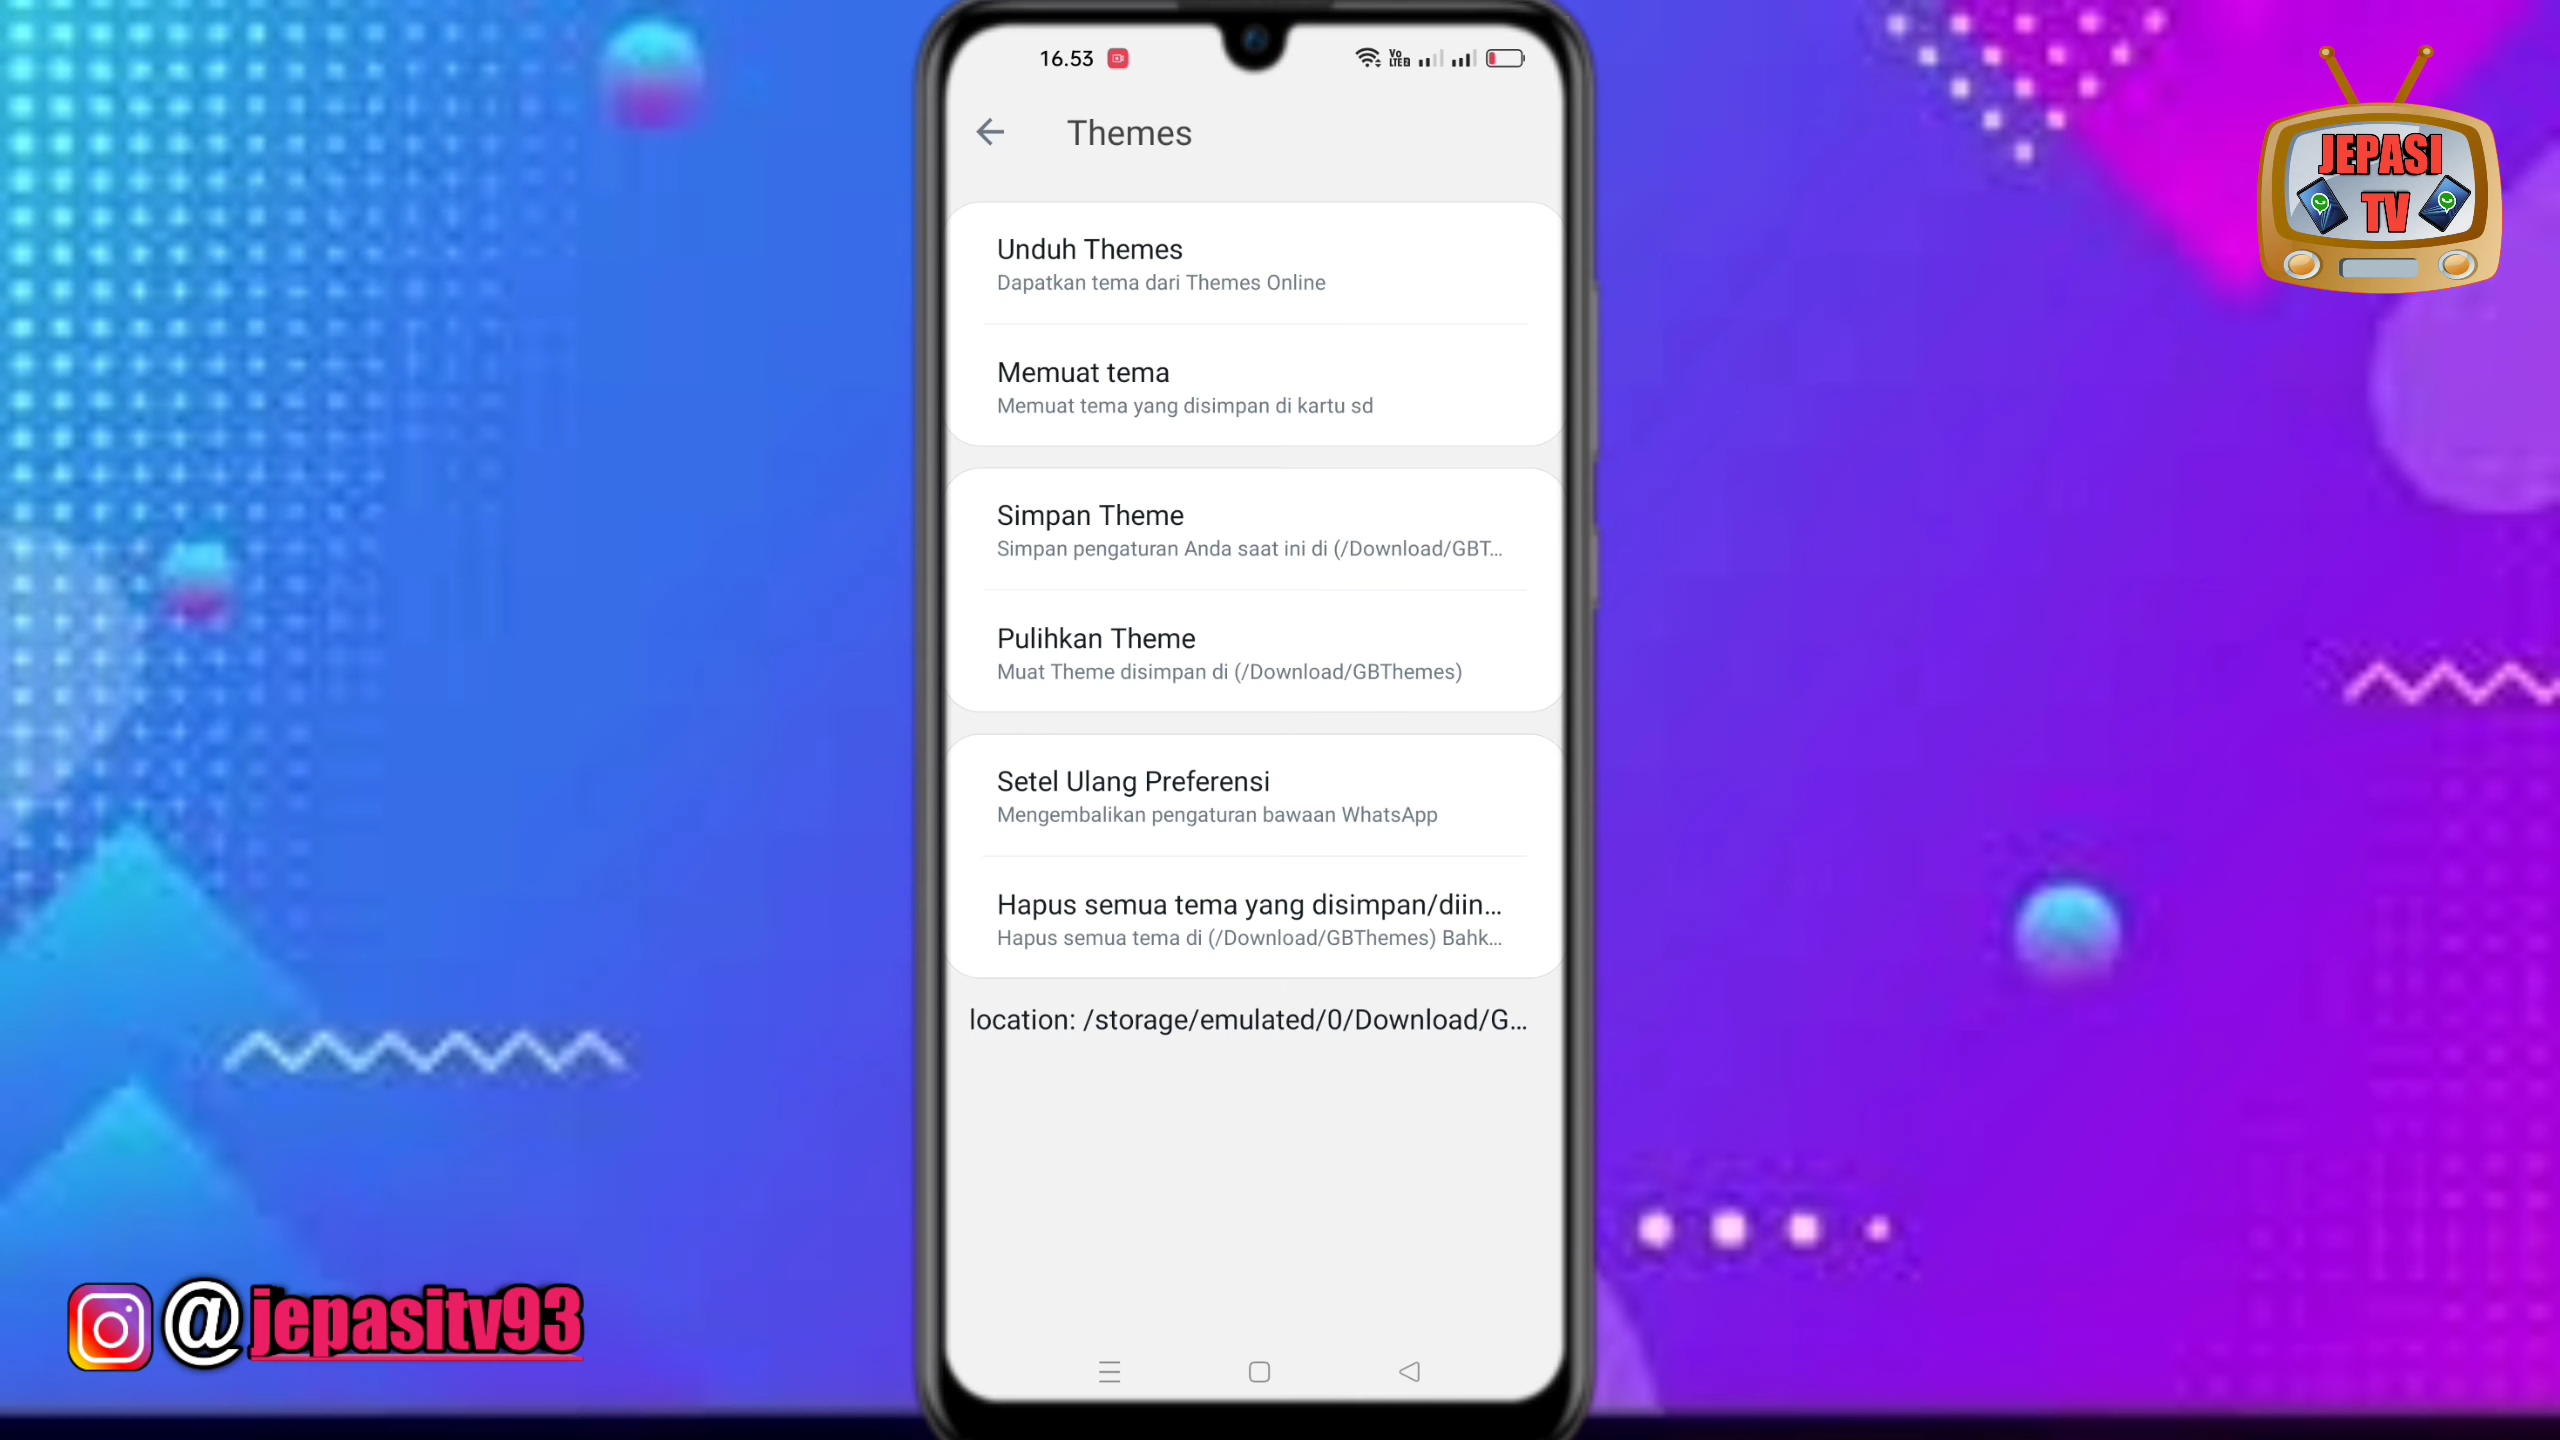 16.53
Vo
LTE2
Themes
Unduh Themes
Dapatkan tema dari Themes Online
Memuat tema
Memuat tema yang disimpan di kartu sd
Simpan Theme
Simpan pengaturan Anda saat ini di (/Download/GBT...
Pulihkan Theme
Muat Theme disimpan di (/Download/GBThemes)
Setel Ulang Preferensi
Mengembalikan pengaturan bawaan WhatsApp
Hapus semua tema yang disimpan/diin...
Hapus semua tema di (/Download/GBThemes) Bahk...
location: /storage/emulated/0/Download/G...
JEPASI
TV
@jepasitv93